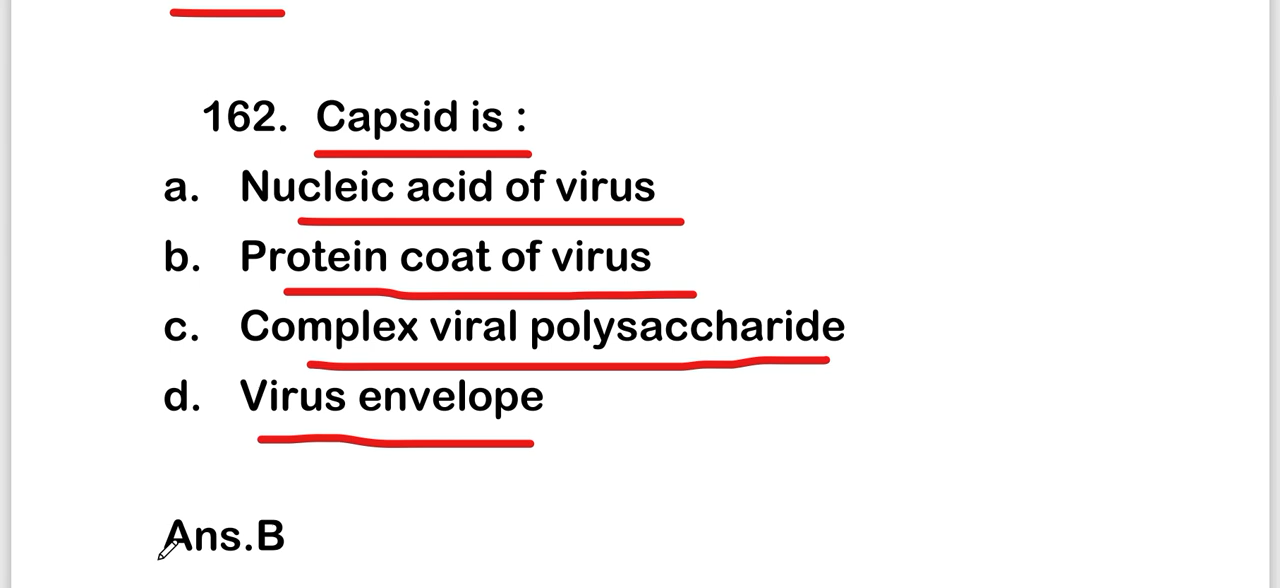 162. Capsid is :
a. Nucleic acid of virus
b. Protein coat of virus
c. Complex viral polysaccharide
d. Virus envelope
Ans.B